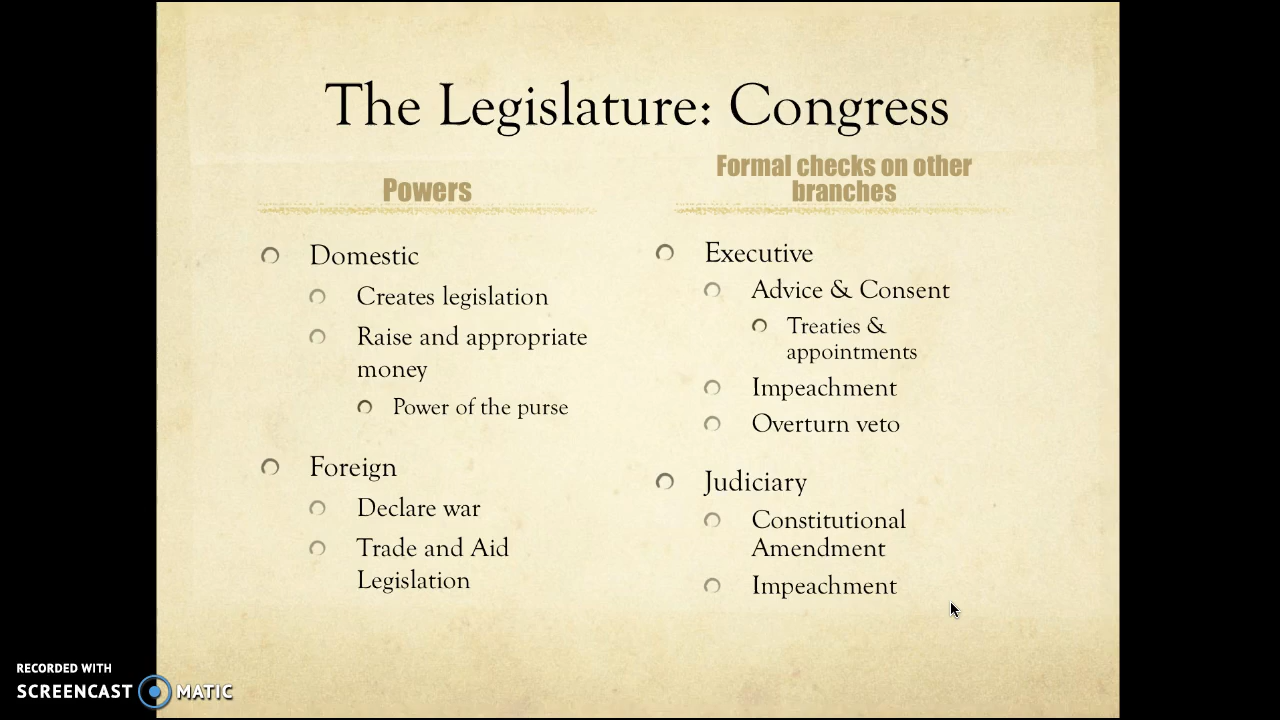 The Legislature: Congress
Powers
Domestic
Creates legislation
Raise and appropriate
money
Power of the purse
Foreign
Declare war
Trade and Aid
Legislation
Formal checks on other
branches
Executive
Advice & Consent
Treaties &
appointments
Impeachment
Overturn veto
Judiciary
Constitutional
Amendment
Impeachment
RECORDED WITH
SCREENCAST MATIC